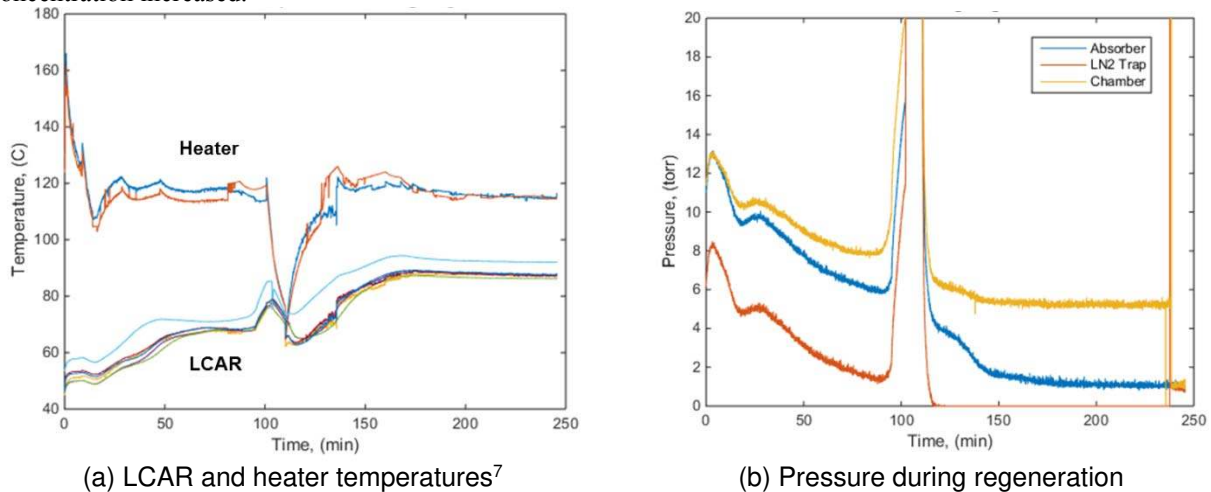 oncentration increased.
180
160
140
120
100
80
60
40
0
50
100
150
200
250
Temperature, (C)
Time, (min)
Heater
LCAR
(a) LCAR and heater temperatures7
20
18
16
14
12
10
8
6
4
2
0
0
50
100
150
200
250
Pressure, (torr)
Time, (min)
Absorber
LN2 Trap
Chamber
(b) Pressure during regeneration